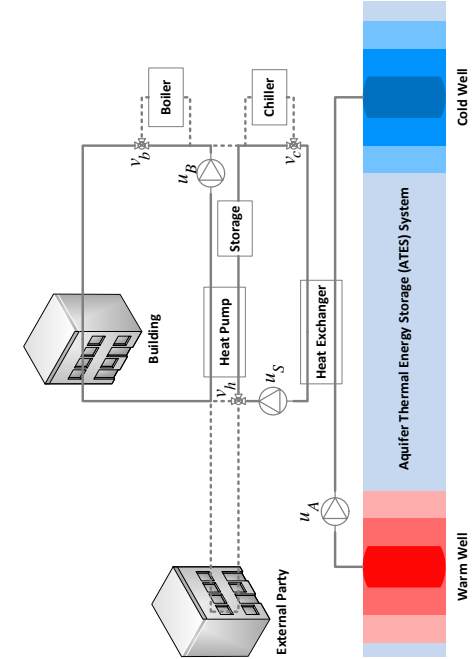 Boiler
Chiller
v_b
u_B
v_c
Storage
Building
Heat Pump
v_h
u_S
Heat Exchanger
External Party
u_A
Aquifer Thermal Energy Storage (ATES) System
Warm Well
Cold Well